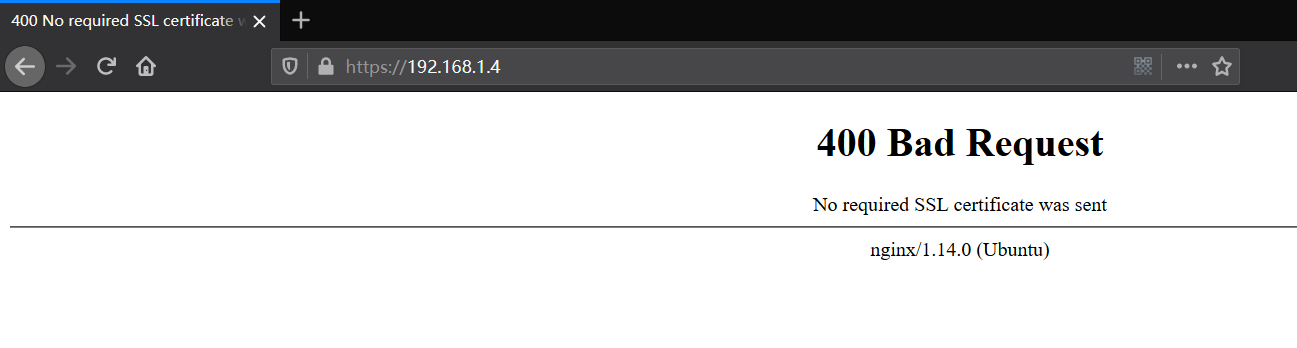 400 No required SSL certificate w
https://192.168.1.4
400 Bad Request
No required SSL certificate was sent
nginx/1.14.0 (Ubuntu)